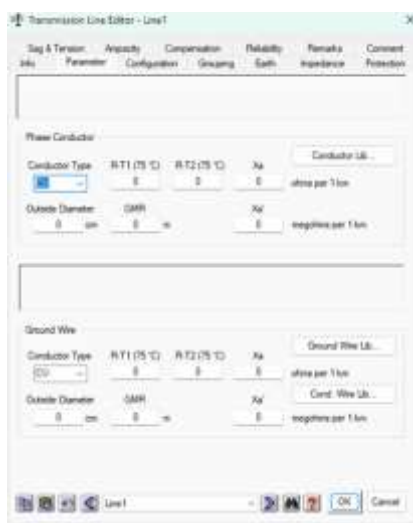 Transmission Line Editor - Line1
Sag & Tension Ampacity Compensation Reliability Remarks Comment
Info Parameter Configuration Grouping Earth Impedance Protection
Phase Conductor
Conductor Type R-T1 (75 °C) R-T2 (75 °C) Xa Conductor Lib...
0 0 0 ohms per 1 km
Outside Diameter GMR Xa'
0 cm 0 m 0 megohms per 1 km
Ground Wire
Ground Wire Lib...
Conductor Type R-T1 (75 °C) R-T2 (75 °C) Xa
CU 0 0 0 ohms per 1 km
Cond. Wire Lib...
Outside Diameter GMR Xa'
0 cm 0 m 0 megohms per 1 km
Line1 OK Cancel